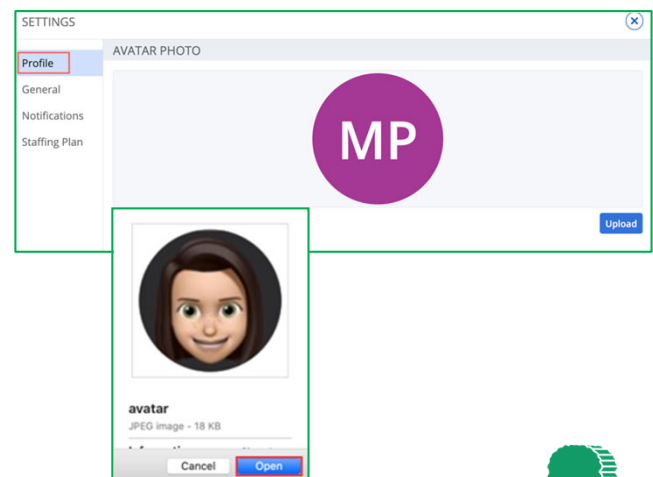 SETTINGS
AVATAR PHOTO
Profile
General
Notifications
Staffing Plan
MP
Upload
avatar
JPEG image - 18 KB
Cancel
Open